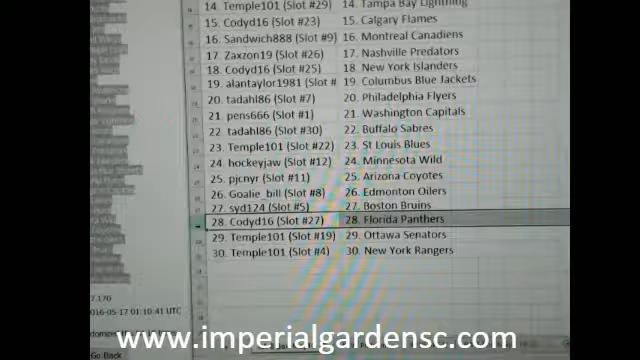 14. Temple101 (Slot #29) 14. Tampa Bay Lightning
15. Codyd16 (Slot #23) 15. Calgary Flames
16. Sandwich888 (Slot #9) 16. Montreal Canadiens
17. Zaxzon19 (Slot #26) 17. Nashville Predators
18. Codyd16 (Slot #25) 18. New York Islanders
19. alantaylor1981 (Slot # 19. Columbus Blue Jackets
20. tadahl86 (Slot #7) 20. Philadelphia Flyers
21. pens666 (Slot #1) 21. Washington Capitals
22. tadahl86 (Slot #30) 22. Buffalo Sabres
23. Temple101 (Slot #22) 23. St Louis Blues
24. hockeyjaw (Slot #12) 24. Minnesota Wild
25. pjcnyr (Slot #11) 25. Arizona Coyotes
26. Goalie_bill (Slot #8) 26. Edmonton Oilers
27. syd124 (Slot #5) 27. Boston Bruins
28. Codyd16 (Slot #27) 28. Florida Panthers
29. Temple101 (Slot #19) 29. Ottawa Senators
30. Temple101 (Slot #4) 30. New York Rangers
7.170
016-05-17 01:10:41 UTC
www.imperialgardensc.com
Go Back